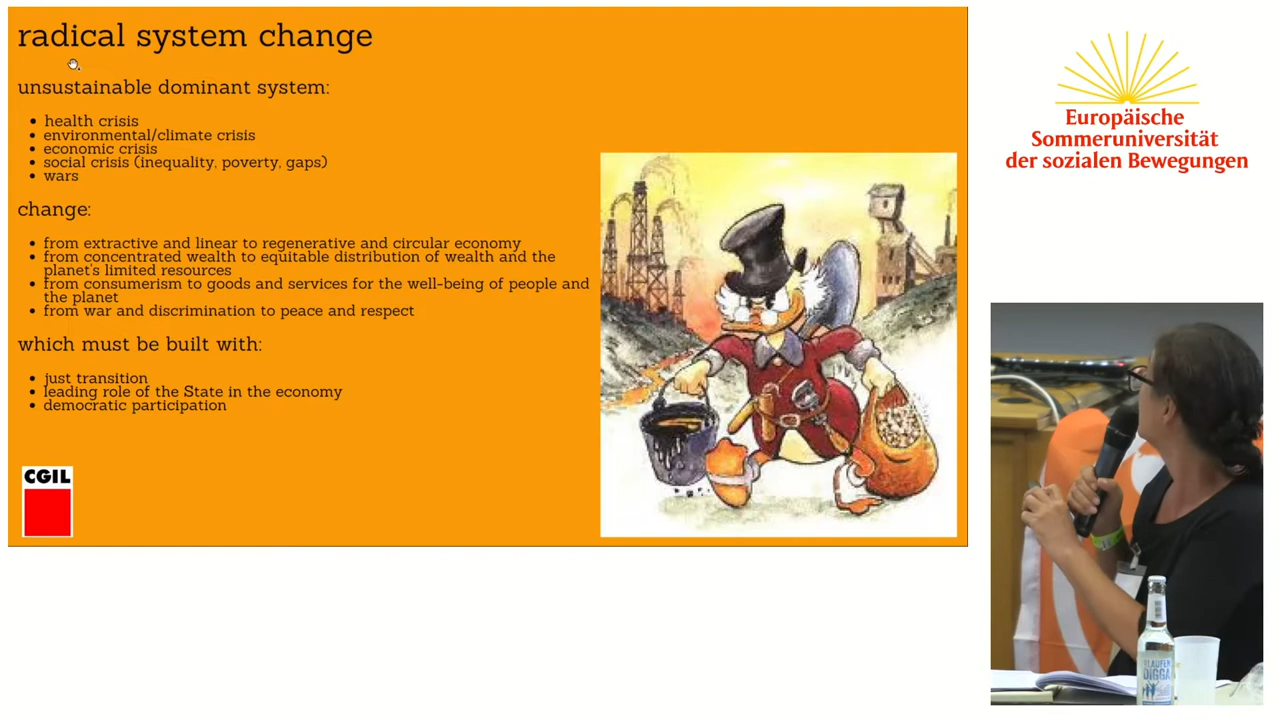 radical system change
unsustainable dominant system:
health crisis
environmental/climate crisis
economic crisis
social crisis (inequality, poverty, gaps)
wars
change:
from extractive and linear to regenerative and circular economy
from concentrated wealth to equitable distribution of wealth and the
planet's limited resources
from consumerism to goods and services for the well-being of people and
the planet
from war and discrimination to peace and respect
which must be built with:
just transition
leading role of the State in the economy
democratic participation
CGIL
Europäische
Sommeruniversität
der sozialen Bewegungen
DIGGA